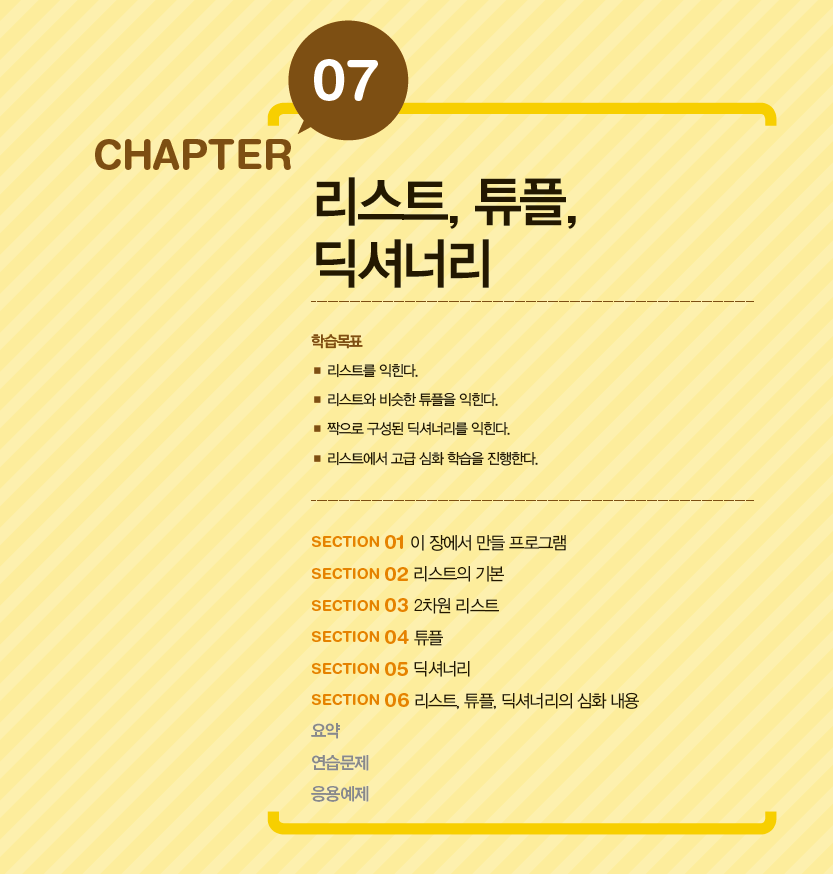 07
CHAPTER
리스트, 튜플,
딕셔너리
학습목표
■ 리스트를 익힌다.
■ 리스트와 비슷한 튜플을 익힌다.
■ 짝으로 구성된 딕셔너리를 익힌다.
■ 리스트에서 고급 심화 학습을 진행한다.
SECTION 01 이 장에서 만들 프로그램
SECTION 02 리스트의 기본
SECTION 03 2차원 리스트
SECTION 04 튜플
SECTION 05 딕셔너리
SECTION 06 리스트, 튜플, 딕셔너리의 심화 내용
요약
연습문제
응용예제